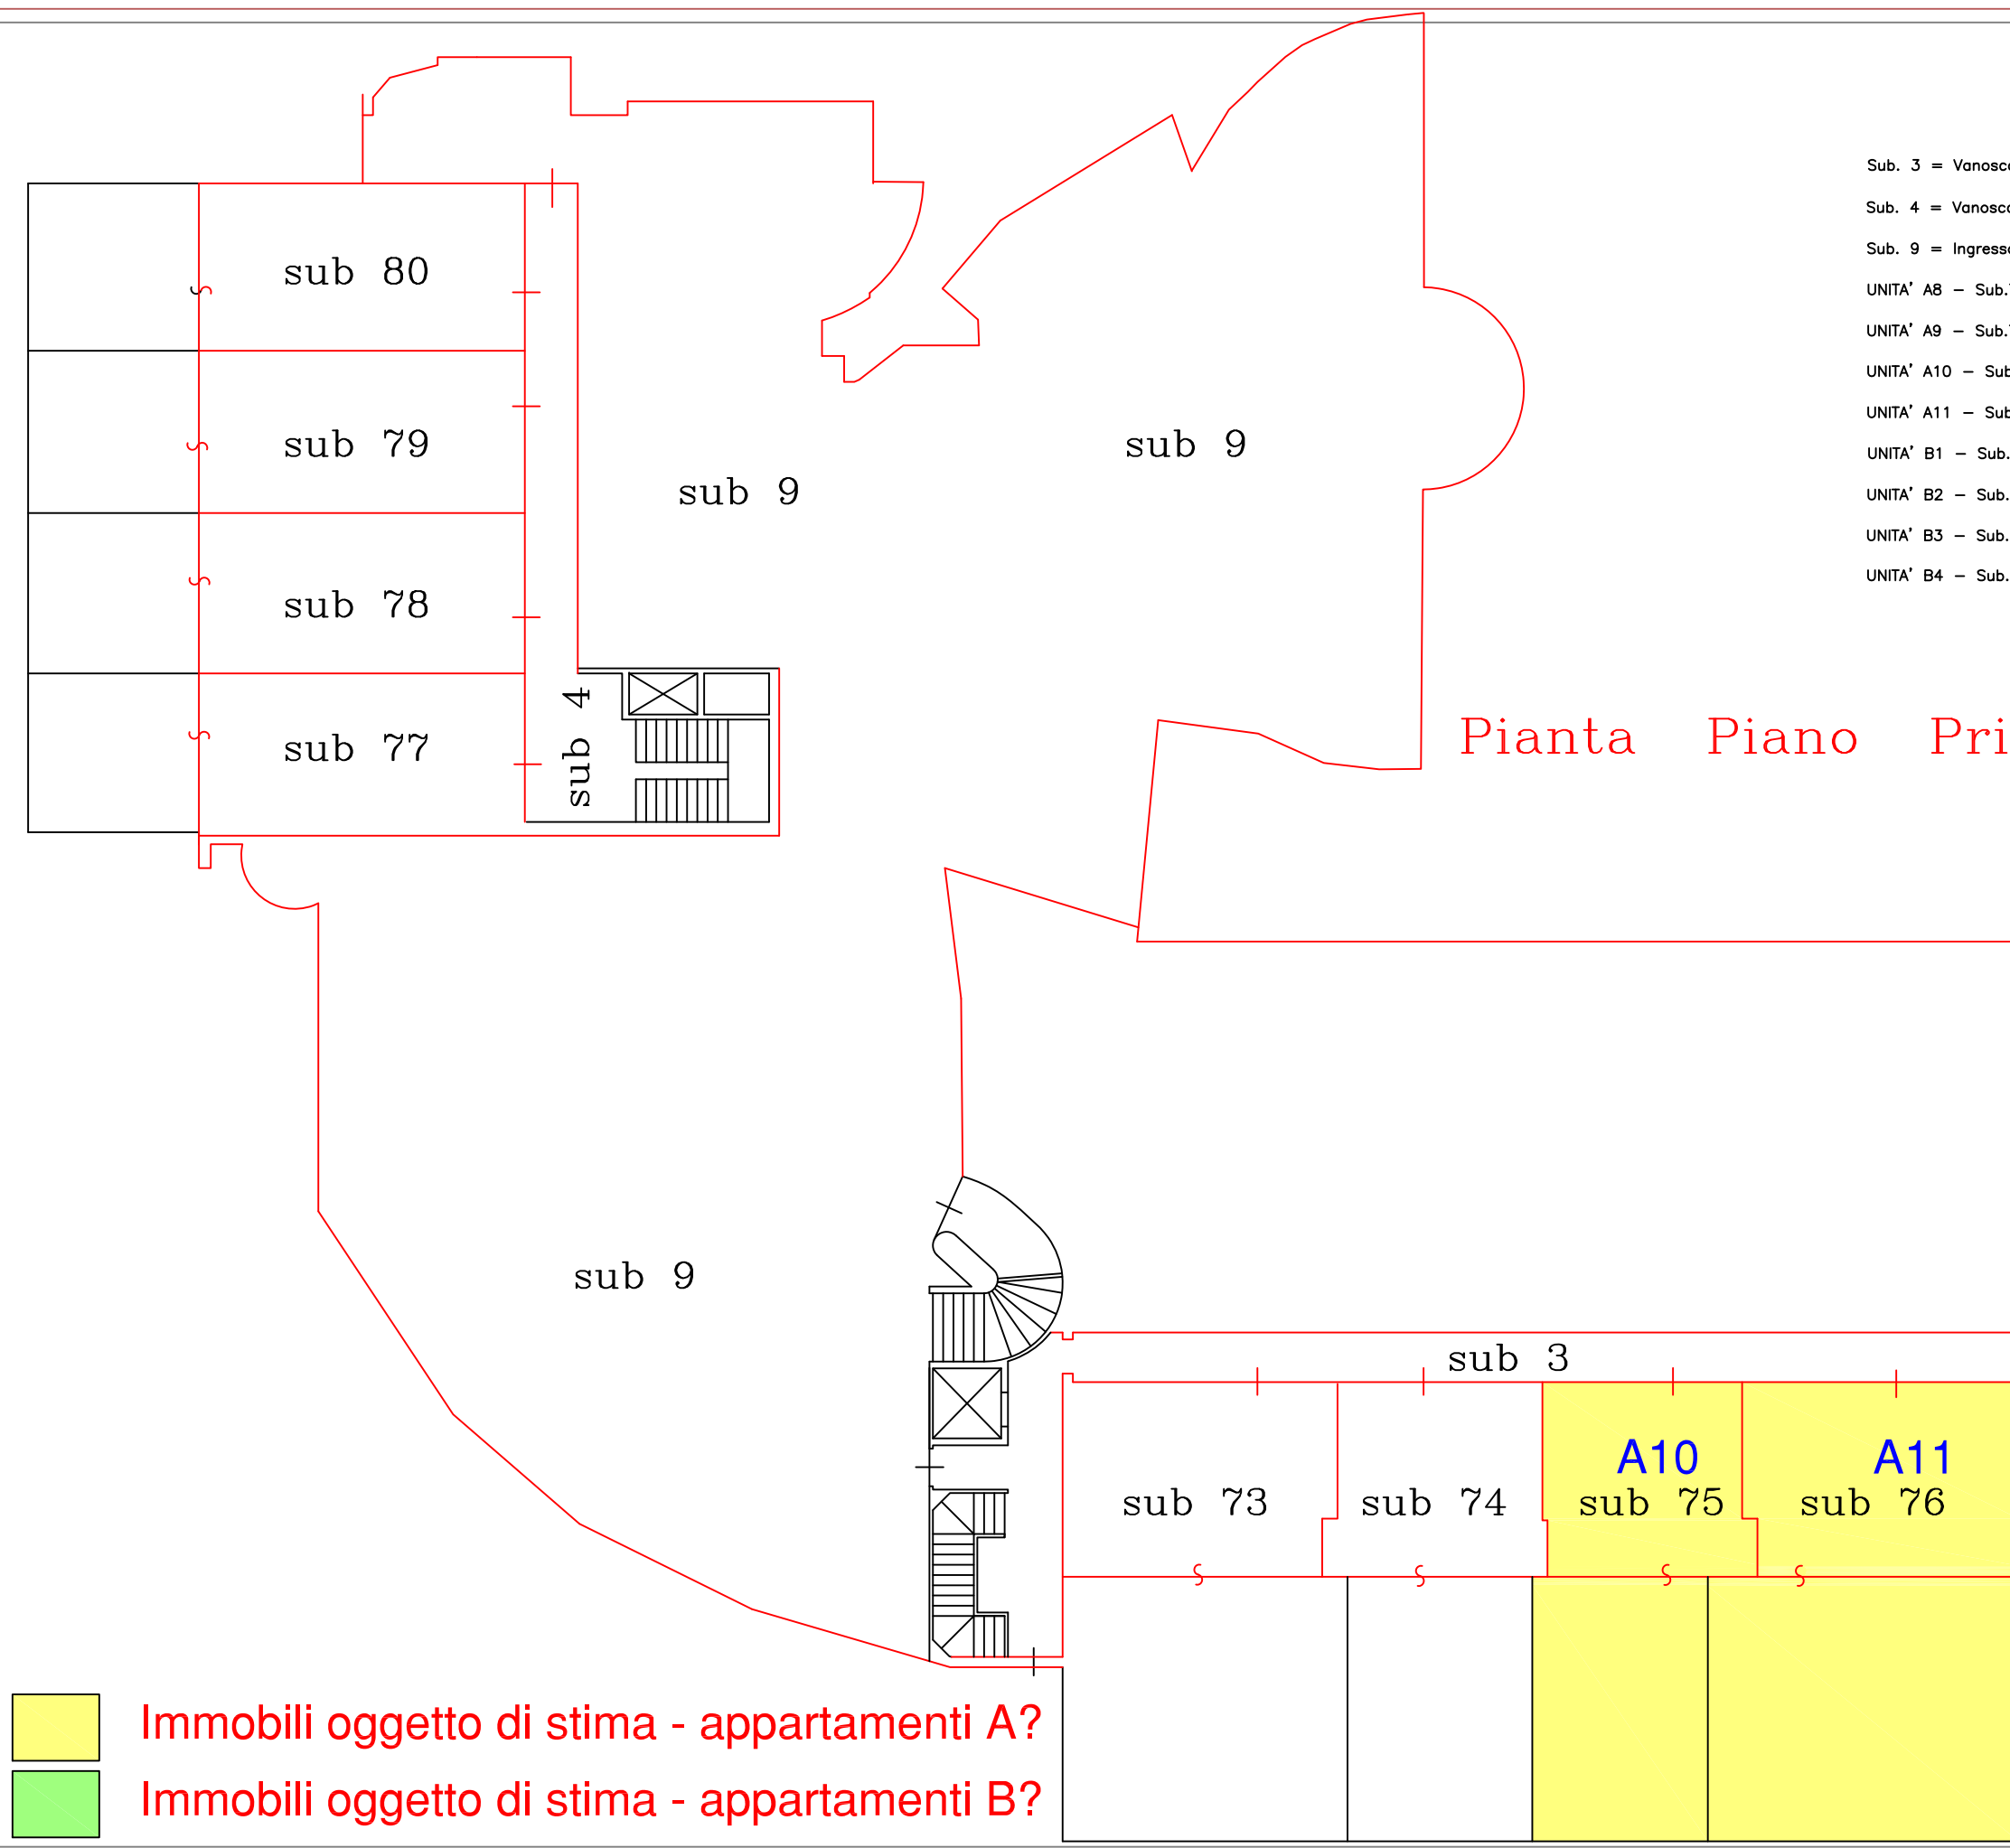 Sub. 3 = Vanosc
Sub. 4 = Vanosc
Sub. 9 = Ingress
UNITA' A8 - Sub.
UNITA' A9 - Sub.
UNITA' A10 - Sub
UNITA' A11 - Sub
UNITA' B1 - Sub.
UNITA' B2 - Sub.
UNITA' B3 - Sub.
UNITA' B4 - Sub.
sub 80
sub 79
sub 9
sub 9
sub 78
sub 4
sub 77
Pianta Piano Pri
sub 9
sub 3
A10 A11
sub 73 sub 74 sub 75 sub 76
Immobili oggetto di stima - appartamenti A?
Immobili oggetto di stima - appartamenti B?